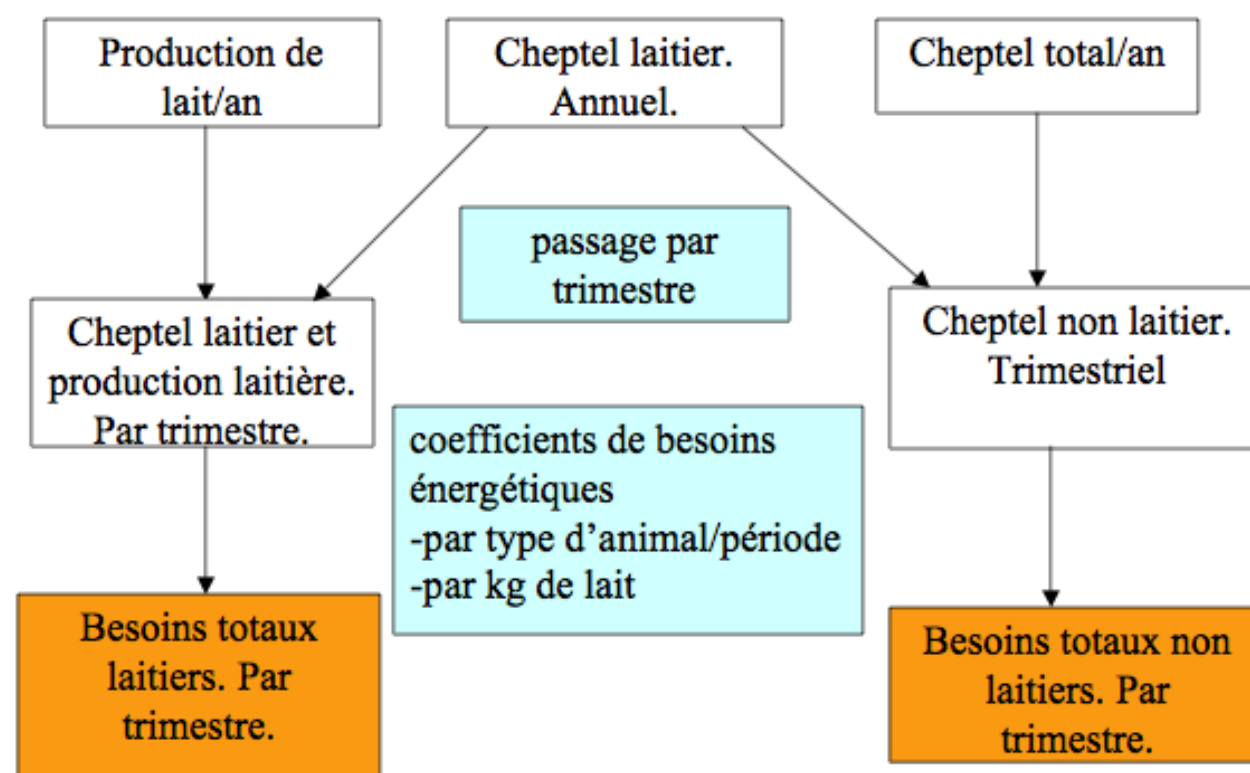 Production de
lait/an
Cheptel laitier.
Annuel.
Cheptel total/an
passage par
trimestre
Cheptel laitier et
production laitière.
Par trimestre.
Cheptel non laitier.
Trimestriel
coefficients de besoins
énergétiques
-par type d’animal/période
-par kg de lait
Besoins totaux
laitiers. Par
trimestre.
Besoins totaux non
laitiers. Par
trimestre.